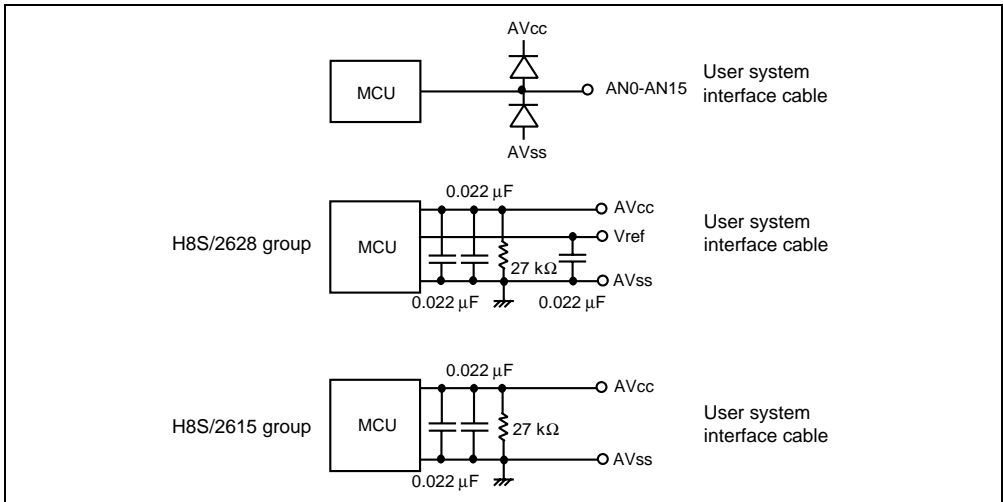 AVcc
MCU
AN0-AN15
User system
interface cable
AVss
0.022 µF
H8S/2628 group
MCU
AVcc
Vref
27 kΩ
AVss
User system
interface cable
0.022 µF
0.022 µF
0.022 µF
H8S/2615 group
MCU
AVcc
27 kΩ
AVss
User system
interface cable
0.022 µF